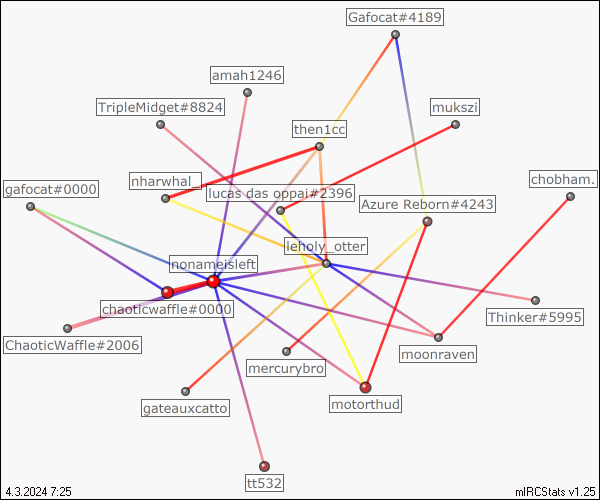 Gafocat#4189
amah1246
TripleMidget#8824
mukszi
then1cc
nharwhal_
gafocat#0000
lucas das oppai#2396
chobham.
Azure Reborn#4243
leholy_otter
nonameisleft
chaoticwaffle#0000
Thinker#5995
ChaoticWaffle#2006
moonraven
mercurybro
gateauxcatto
motorthud
tt532
4.3.2024 7:25
mIRCStats v1.25